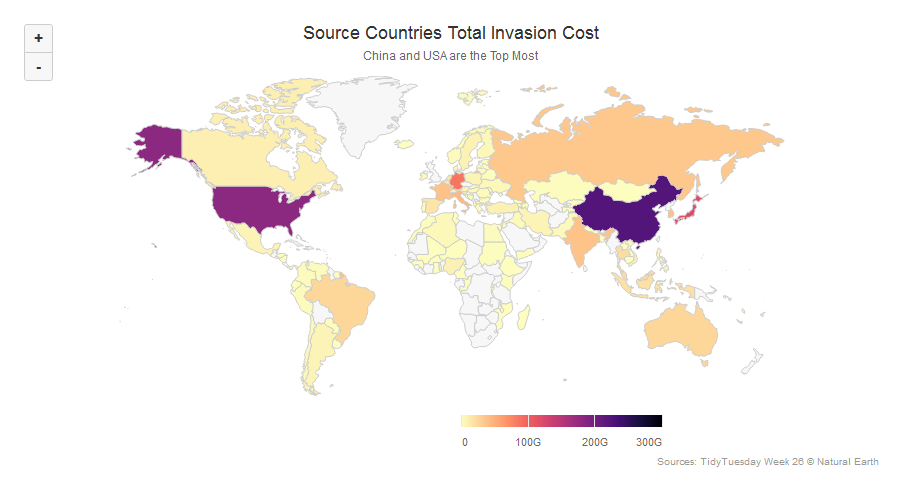 +
-
Source Countries Total Invasion Cost
China and USA are the Top Most
0 100G 200G 300G
Sources: TidyTuesday Week 26 © Natural Earth